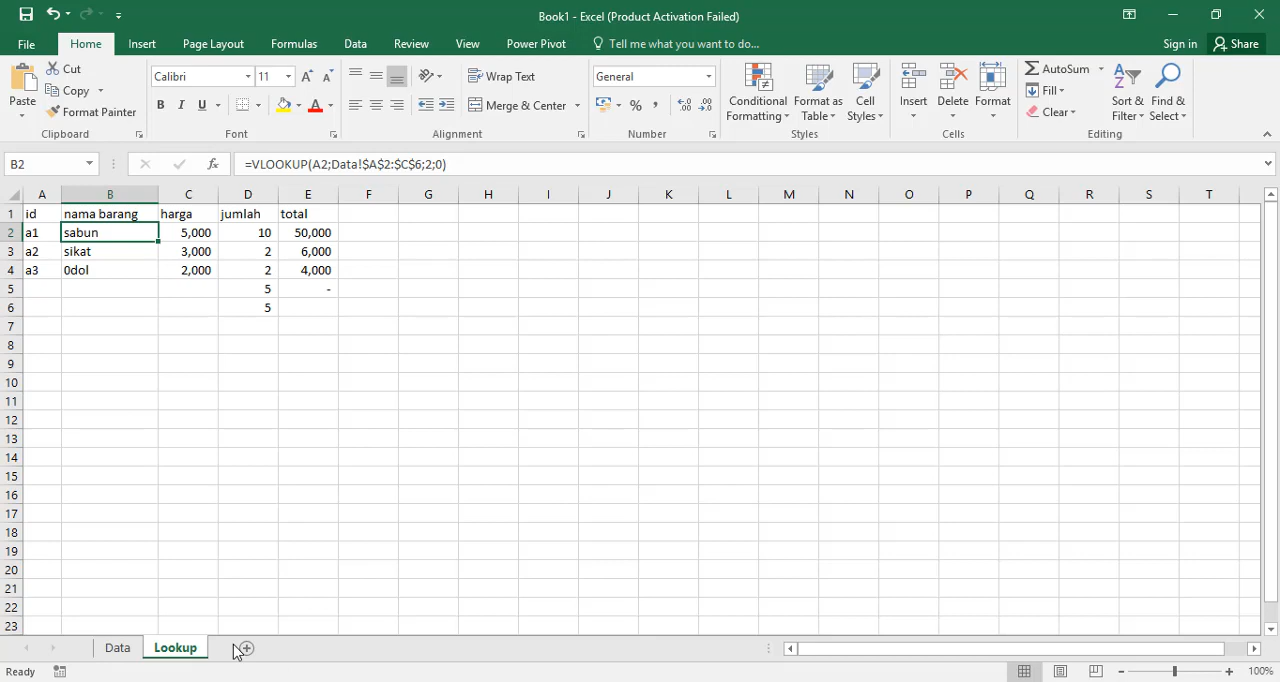 Book1 - Excel (Product Activation Failed)
File Home Insert Page Layout Formulas Data Review View Power Pivot Tell me what you want to do... Sign in Share
Paste Cut Copy Format Painter Clipboard
Calibri 11 B I U A Font
Wrap Text Merge & Center Alignment
General % , Number
Conditional Formatting Format as Table Cell Styles Styles
Insert Delete Format Cells
AutoSum Fill Clear Sort & Filter Find & Select Editing
B2 fx =VLOOKUP(A2;Data!$A$2:$C$6;2;0)
A B C D E F G H I J K L M N O P Q R S T
1 id nama barang harga jumlah total
2 a1 sabun 5,000 10 50,000
3 a2 sikat 3,000 2 6,000
4 a3 0dol 2,000 2 4,000
5 5 -
6 5
7
8
9
10
11
12
13
14
15
16
17
18
19
20
21
22
23
Data Lookup
Ready 100%